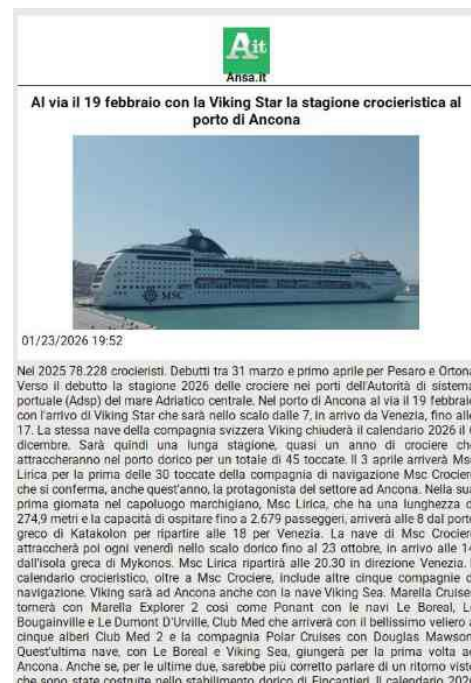 Ait
Ansa.it
Al via il 19 febbraio con la Viking Star la stagione crocieristica al
porto di Ancona
MSC
01/23/2026 19:52
Nel 2025 78.228 crocieristi. Debutti tra 31 marzo e primo aprile per Pesaro e Ortona
Verso il debutto la stagione 2026 delle crociere nei porti dell'Autorità di sistema
portuale (Adsp) del mare Adriatico centrale. Nel porto di Ancona al via il 19 febbraio
con l'arrivo di Viking Star che sarà nello scalo dalle 7, in arrivo da Venezia, fino alle
17. La stessa nave della compagnia svizzera Viking chiuderà il calendario 2026 il
dicembre. Sarà quindi una lunga stagione, quasi un anno di crociere che
attraccheranno nel porto dorico per un totale di 45 toccate. Il 3 aprile arriverà Msc
Lirica per la prima delle 30 toccate della compagnia di navigazione Msc Crociere
che si conferma, anche quest'anno, la protagonista del settore ad Ancona. Nella sua
prima giornata nel capoluogo marchigiano, Msc Lirica, che ha una lunghezza di
274,9 metri e la capacità di ospitare fino a 2.679 passeggeri, arriverà alle 8 dal porto
greco di Katakolon per ripartire alle 18 per Venezia. La nave di Msc Crociere
attraccherà poi ogni venerdì nello scalo dorico fino al 23 ottobre, in arrivo alle 14
dall'isola greca di Mykonos. Msc Lirica ripartirà alle 20.30 in direzione Venezia.
calendario crocieristico, oltre a Msc Crociere, include altre cinque compagnie di
navigazione. Viking sarà ad Ancona anche con la nave Viking Sea. Marella Cruises
tornerà con Marella Explorer 2 così come Ponant con le navi Le Boreal, Le
Bougainville e Le Dumont D'Urville, Club Med che arriverà con il bellissimo veliero a
cinque alberi Club Med 2 e la compagnia Polar Cruises con Douglas Mawson.
Quest'ultima nave, con Le Boreal e Viking Sea, giungerà per la prima volta ad
Ancona. Anche se, per le ultime due, sarebbe più corretto parlare di un ritorno visto
che sono state costruite nello stabilimento dorico di Fincantieri. Il calendario 2026